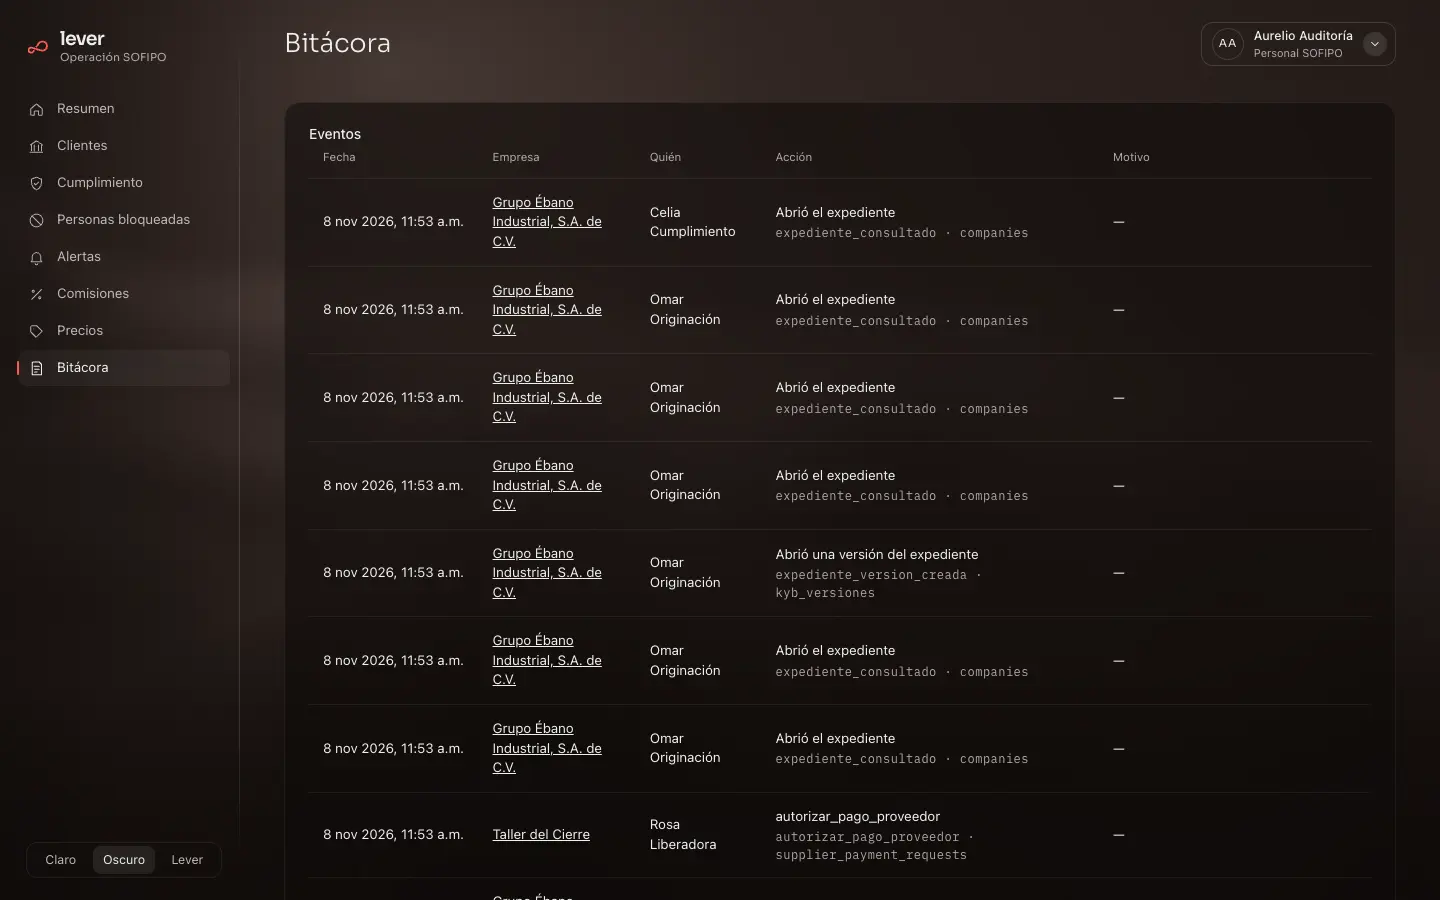 lever
Operación SOFIPO
Resumen
Clientes
Cumplimiento
Personas bloqueadas
Alertas
Comisiones
Precios
Bitácora
Claro Oscuro Lever
Bitácora
AA
Aurelio Auditoría
Personal SOFIPO
Eventos
Fecha Empresa Quién Acción Motivo
8 nov 2026, 11:53 a.m.
Grupo Ébano
Industrial, S.A. de
C.V.
Celia
Cumplimiento
Abrió el expediente
expediente_consultado · companies
—
8 nov 2026, 11:53 a.m.
Grupo Ébano
Industrial, S.A. de
C.V.
Omar
Originación
Abrió el expediente
expediente_consultado · companies
—
8 nov 2026, 11:53 a.m.
Grupo Ébano
Industrial, S.A. de
C.V.
Omar
Originación
Abrió el expediente
expediente_consultado · companies
—
8 nov 2026, 11:53 a.m.
Grupo Ébano
Industrial, S.A. de
C.V.
Omar
Originación
Abrió el expediente
expediente_consultado · companies
—
8 nov 2026, 11:53 a.m.
Grupo Ébano
Industrial, S.A. de
C.V.
Omar
Originación
Abrió una versión del expediente
expediente_version_creada ·
kyb_versiones
—
8 nov 2026, 11:53 a.m.
Grupo Ébano
Industrial, S.A. de
C.V.
Omar
Originación
Abrió el expediente
expediente_consultado · companies
—
8 nov 2026, 11:53 a.m.
Grupo Ébano
Industrial, S.A. de
C.V.
Omar
Originación
Abrió el expediente
expediente_consultado · companies
—
8 nov 2026, 11:53 a.m.
Taller del Cierre
Rosa
Liberadora
autorizar_pago_proveedor
autorizar_pago_proveedor ·
supplier_payment_requests
—